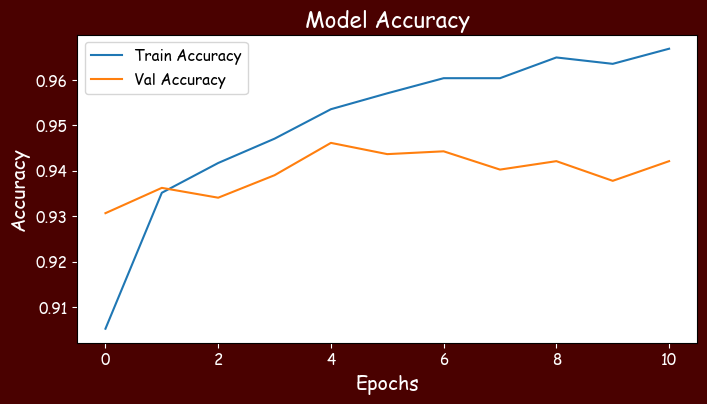 Model Accuracy
Train Accuracy
Val Accuracy
0.96
0.95
0.94
0.93
0.92
0.91
Accuracy
0 2 4 6 8 10
Epochs